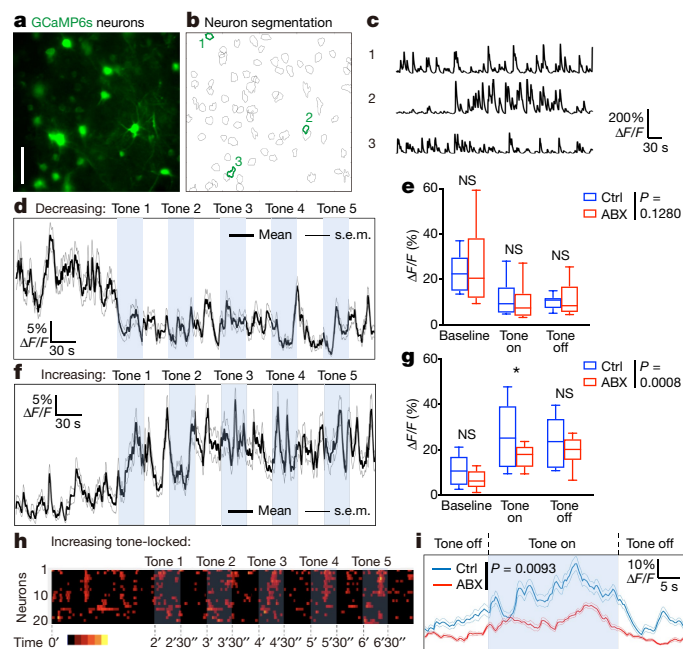 a GCaMP6s neurons
b Neuron segmentation
1
2
3
c
1
2
3
200%
ΔF/F
30 s
d Decreasing: Tone 1 Tone 2 Tone 3 Tone 4 Tone 5
Mean s.e.m.
5%
ΔF/F
30 s
e
60
40
20
0
ΔF/F (%)
NS
NS
NS
Baseline Tone on Tone off
Ctrl
ABX
P =
0.1280
f Increasing: Tone 1 Tone 2 Tone 3 Tone 4 Tone 5
5%
ΔF/F
30 s
Mean s.e.m.
g
60
40
20
0
ΔF/F (%)
NS
*
NS
Baseline Tone on Tone off
Ctrl
ABX
P =
0.0008
h Increasing tone-locked:
Tone 1 Tone 2 Tone 3 Tone 4 Tone 5
Neurons
1
10
20
Time 0′ 2′ 2′30″ 3′ 3′30″ 4′ 4′30″ 5′ 5′30″ 6′ 6′30″
i Tone off Tone on Tone off
Ctrl
ABX
P = 0.0093
10%
ΔF/F
5 s